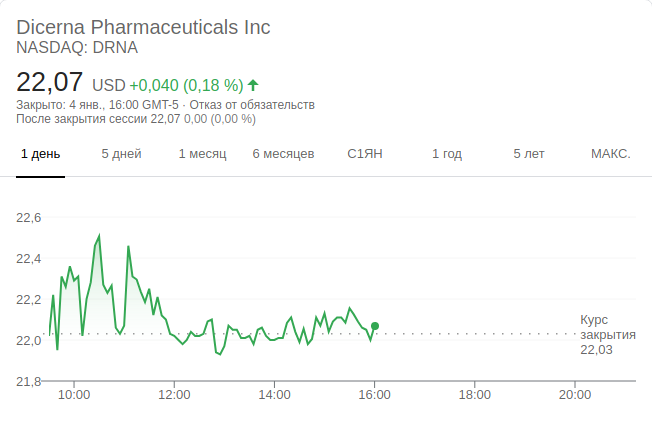 Dicerna Pharmaceuticals Inc
NASDAQ: DRNA
22,07 USD +0,040 (0,18 %)
Закрыто: 4 янв., 16:00 GMT-5 · Отказ от обязательств
После закрытия сессии 22,07 0,00 (0,00 %)
1 день 5 дней 1 месяц 6 месяцев С1ЯН 1 год 5 лет МАКС.
22,6
22,4
22,2
22,0
21,8
Курс
закрытия
22,03
10:00 12:00 14:00 16:00 18:00 20:00